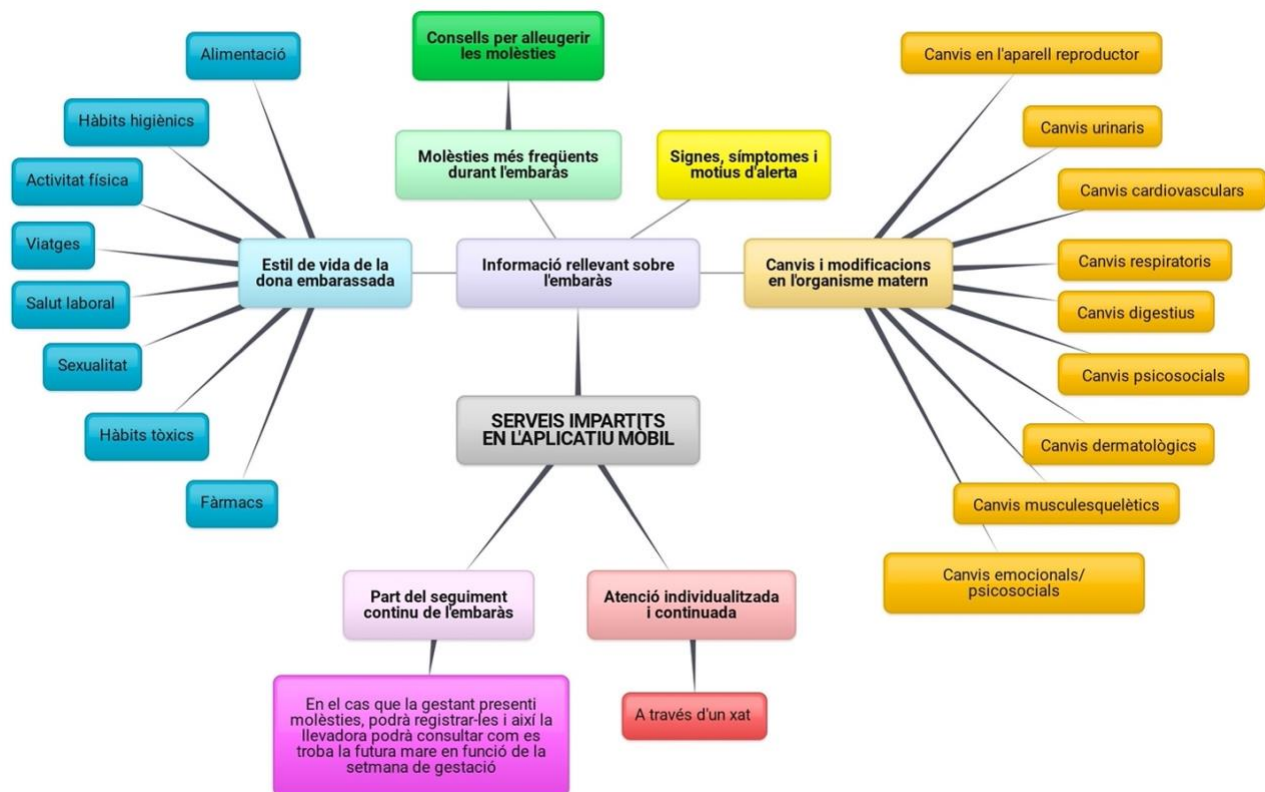 Consells per alleugerir
les molèsties
Alimentació
Canvis en l'aparell reproductor
Hàbits higiènics
Canvis urinaris
Molèsties més freqüents
durant l'embaràs
Signes, símptomes i
motius d'alerta
Activitat física
Canvis cardiovasculars
Viatges
Estil de vida de la
dona embarassada
Informació rellevant sobre
l'embaràs
Canvis i modificacions
en l'organisme matern
Canvis respiratoris
Salut laboral
Canvis digestius
Sexualitat
Canvis psicosocials
SERVEIS IMPARTITS
EN L'APLICATIU MÒBIL
Hàbits tòxics
Canvis dermatològics
Fàrmacs
Canvis musculesquelètics
Canvis emocionals/
psicosocials
Part del seguiment
continu de l'embaràs
Atenció individualitzada
i continuada
En el cas que la gestant presenti
molèsties, podrà registrar-les i així la
llevadora podrà consultar com es
troba la futura mare en funció de la
setmana de gestació
A través d'un xat